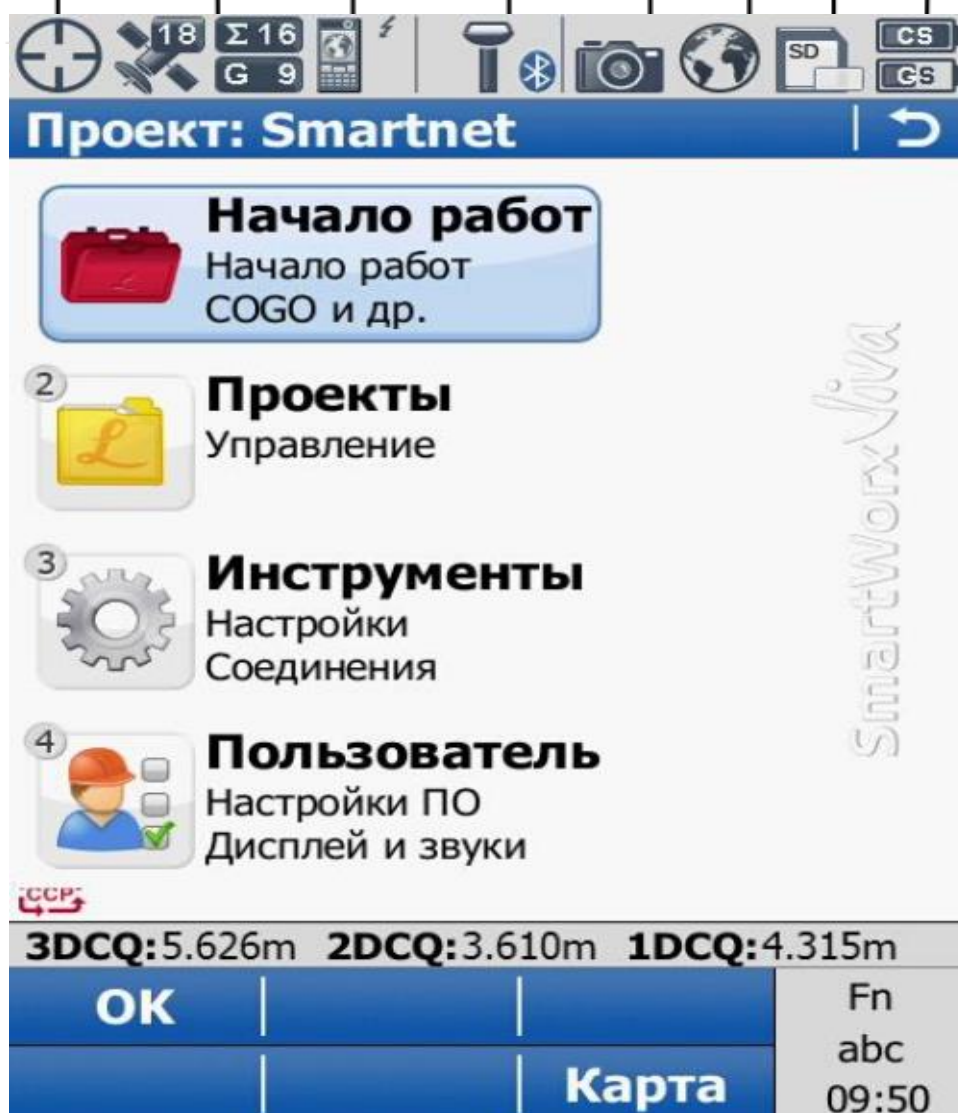 18 Σ 16 SD CS
G 9 GS
Проект: Smartnet
Начало работ
Начало работ
COGO и др.
2 Проекты
Управление
3 Инструменты
Настройки
Соединения
4 Пользователь
Настройки ПО
Дисплей и звуки
SmartWorx Viva
CCP
3DCQ:5.626m 2DCQ:3.610m 1DCQ:4.315m
OK Fn
abc
Карта 09:50